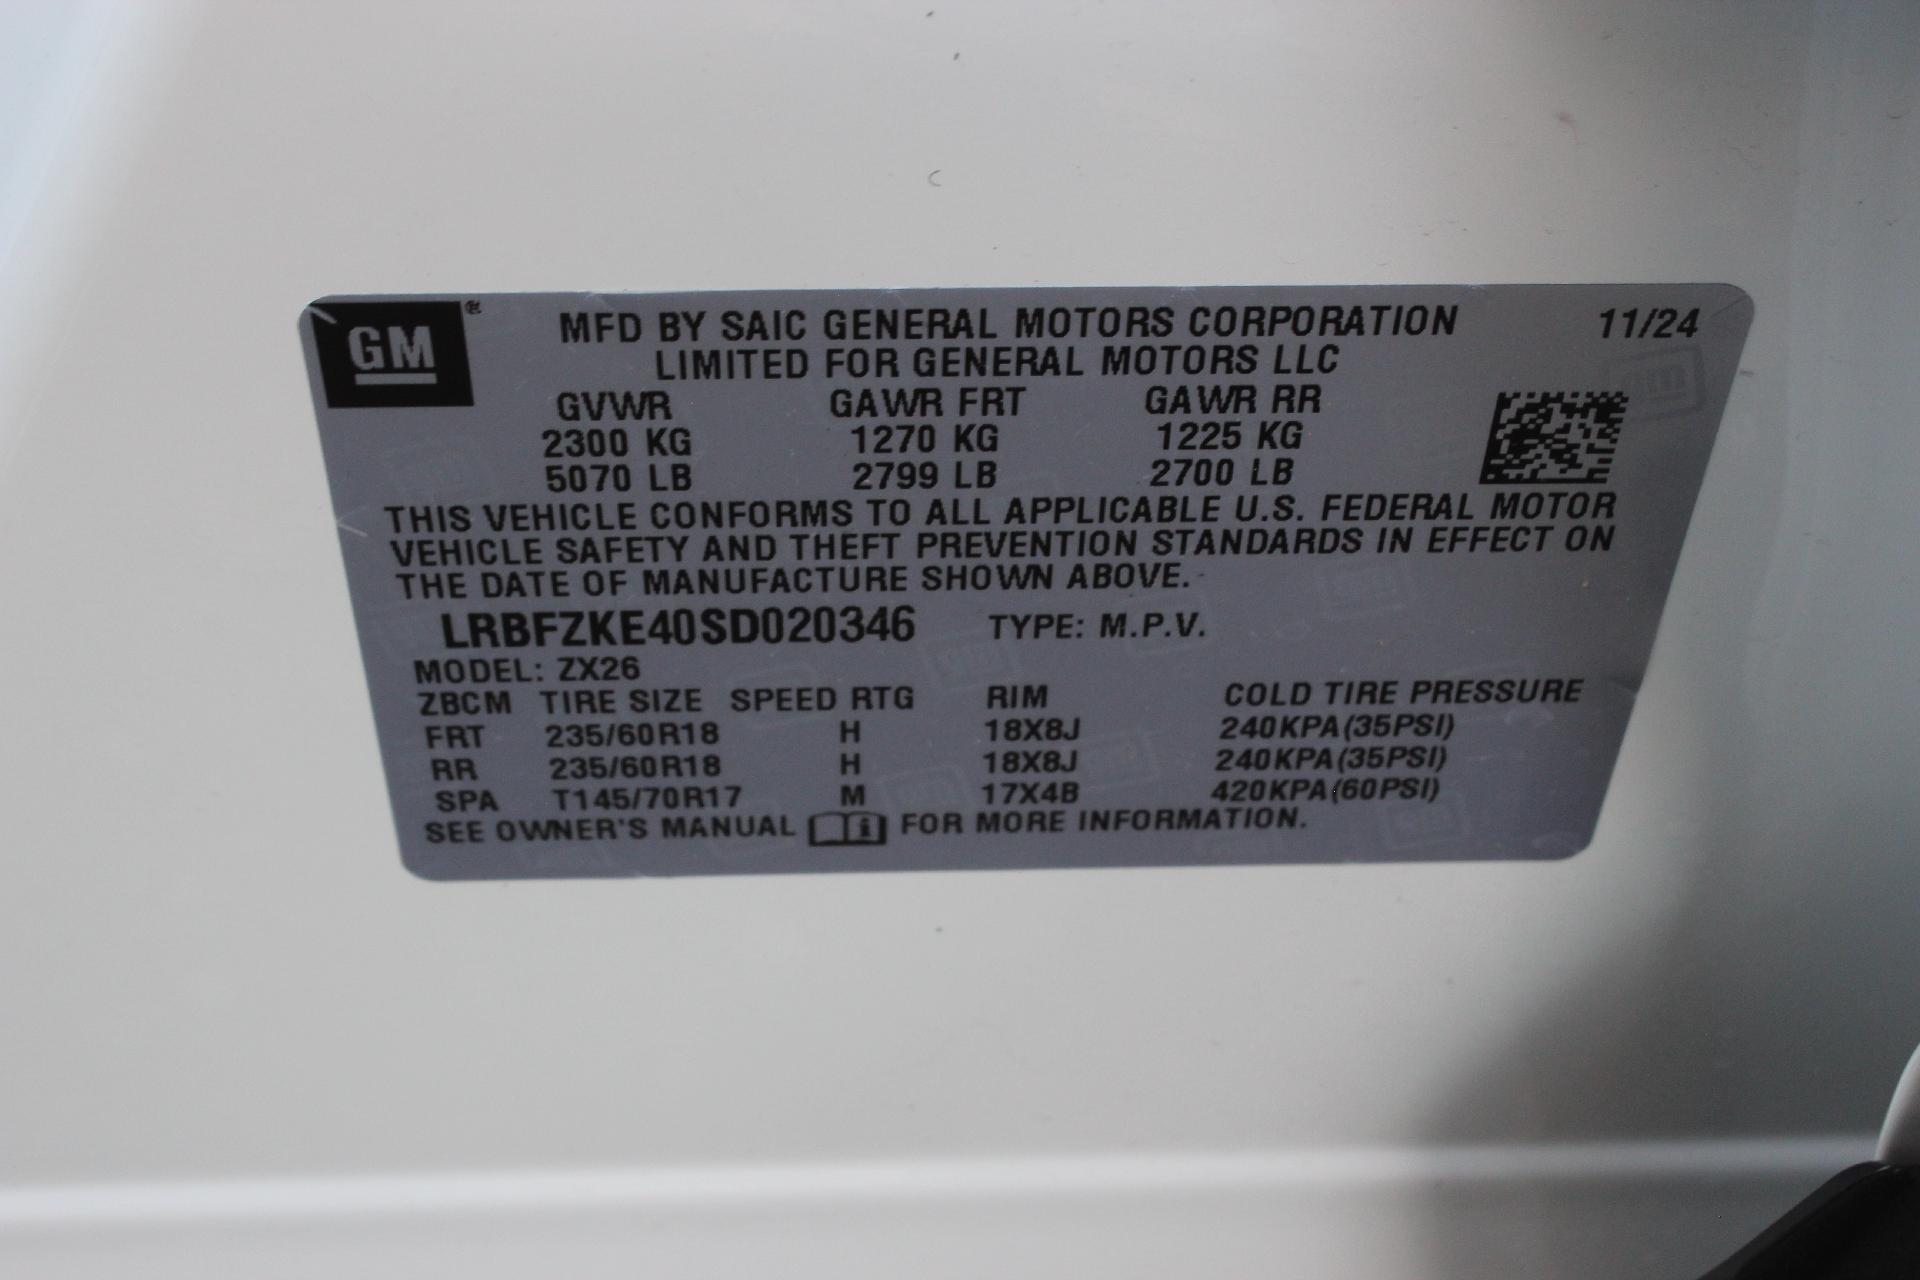 GM ® MFD BY SAIC GENERAL MOTORS CORPORATION 11/24
LIMITED FOR GENERAL MOTORS LLC
GVWR GAWR FRT GAWR RR
2300 KG 1270 KG 1225 KG
5070 LB 2799 LB 2700 LB
THIS VEHICLE CONFORMS TO ALL APPLICABLE U.S. FEDERAL MOTOR
VEHICLE SAFETY AND THEFT PREVENTION STANDARDS IN EFFECT ON
THE DATE OF MANUFACTURE SHOWN ABOVE.
LRBFZKE40SD020346 TYPE: M.P.V.
MODEL: ZX26
ZBCM TIRE SIZE SPEED RTG RIM COLD TIRE PRESSURE
FRT 235/60R18 H 18X8J 240KPA(35PSI)
RR 235/60R18 H 18X8J 240KPA(35PSI)
SPA T145/70R17 M 17X4B 420KPA(60PSI)
SEE OWNER'S MANUAL FOR MORE INFORMATION.